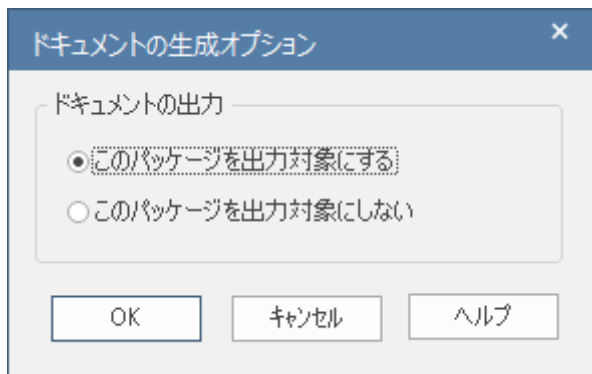 ドキュメントの生成オプション
ドキュメントの出力
このパッケージを出力対象にする
このパッケージを出力対象にしない
OK
キャンセル
ヘルプ